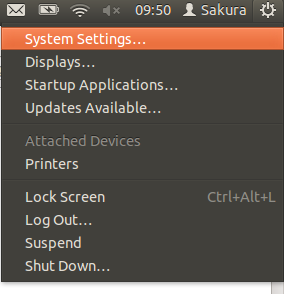 09:50 Sakura
System Settings…
Displays…
Startup Applications…
Updates Available…
Attached Devices
Printers
Lock Screen Ctrl+Alt+L
Log Out…
Suspend
Shut Down…